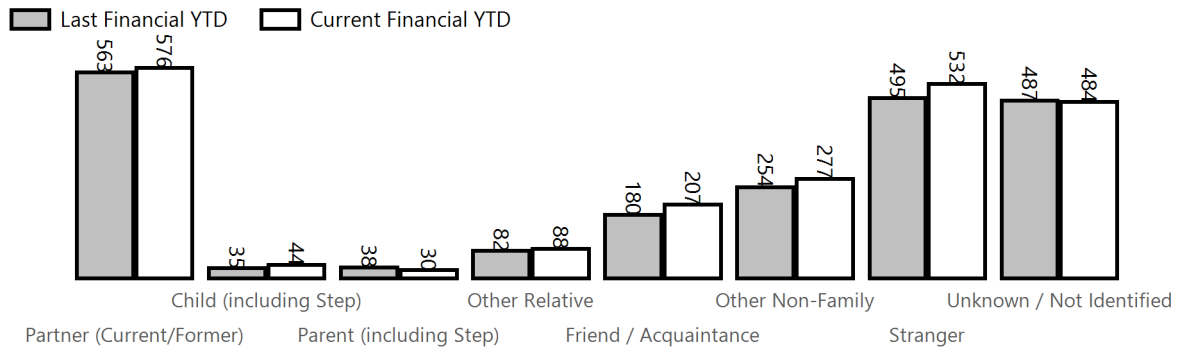 Last Financial YTD
Current Financial YTD
563
576
35
44
38
30
82
88
180
207
254
277
495
532
487
484
Child (including Step)
Other Relative
Other Non-Family
Unknown / Not Identified
Partner (Current/Former)
Parent (including Step)
Friend / Acquaintance
Stranger